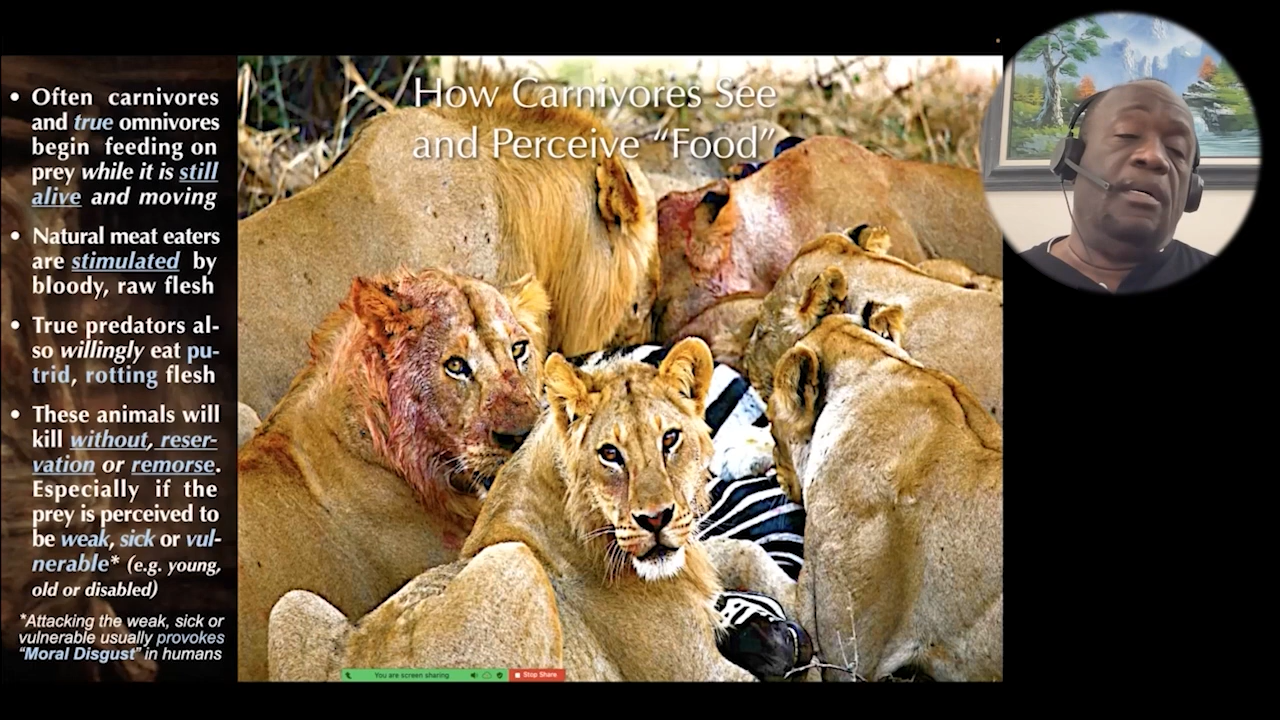 How Carnivores See
and Perceive “Food”
• Often carnivores
and true omnivores
begin feeding on
prey while it is still
alive and moving
• Natural meat eaters
are stimulated by
bloody, raw flesh
• True predators al-
so willingly eat pu-
trid, rotting flesh
• These animals will
kill without, reser-
vation or remorse.
Especially if the
prey is perceived to
be weak, sick or vul-
nerable* (e.g. young,
old or disabled)
*Attacking the weak, sick or
vulnerable usually provokes
“Moral Disgust” in humans
You are screen sharing
Stop Share